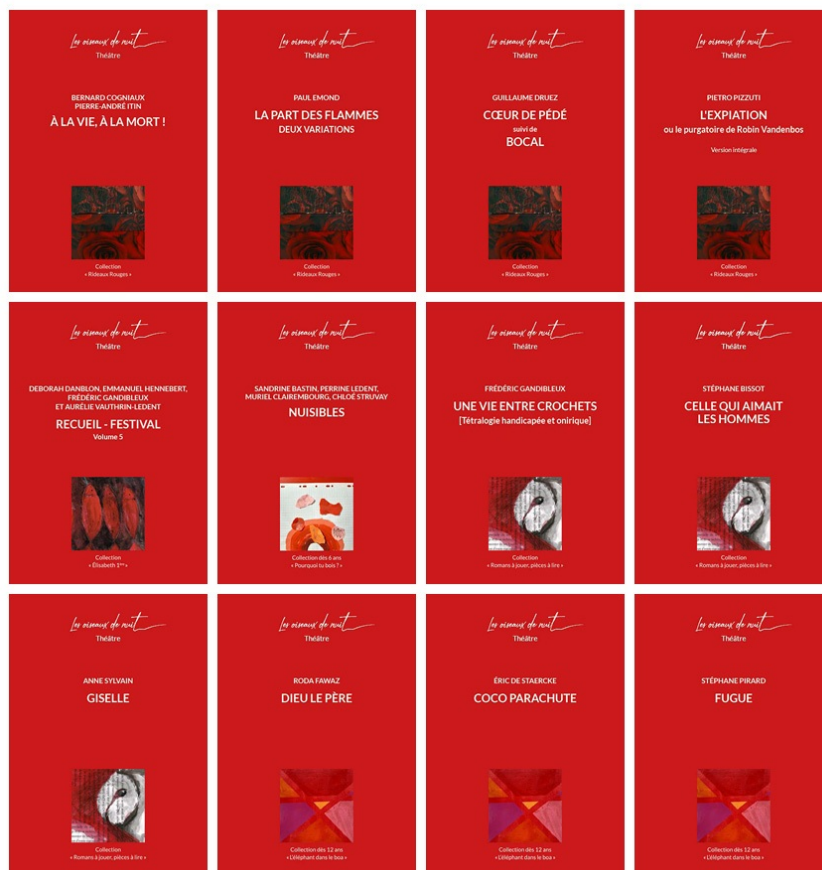 Les oiseaux de nuit
Théâtre
BERNARD COGNIAUX
PIERRE-ANDRÉ ITIN
À LA VIE, À LA MORT !
Collection
« Rideaux Rouges »
Les oiseaux de nuit
Théâtre
PAUL EMOND
LA PART DES FLAMMES
DEUX VARIATIONS
Collection
« Rideaux Rouges »
Les oiseaux de nuit
Théâtre
GUILLAUME DRUEZ
CŒUR DE PÉDÉ
suivi de
BOCAL
Collection
« Rideaux Rouges »
Les oiseaux de nuit
Théâtre
PIETRO PIZZUTI
L'EXPIATION
ou le purgatoire de Robin Vandenbos
Version intégrale
Collection
« Rideaux Rouges »
Les oiseaux de nuit
Théâtre
DEBORAH DANBLON, EMMANUEL HENNEBERT,
FRÉDÉRIC GANDIBLEUX
ET AURÉLIE VAUTHRIN-LEDENT
RECUEIL - FESTIVAL
Volume 5
Collection
« Élisabeth 1ère »
Les oiseaux de nuit
Théâtre
SANDRINE BASTIN, PERRINE LEDENT,
MURIEL CLAIREMBOURG, CHLOÉ STRUVAY
NUISIBLES
Collection dès 6 ans
« Pourquoi tu bois ? »
Les oiseaux de nuit
Théâtre
FRÉDÉRIC GANDIBLEUX
UNE VIE ENTRE CROCHETS
[Tétralogie handicapée et onirique]
Collection
« Romans à jouer, pièces à lire »
Les oiseaux de nuit
Théâtre
STÉPHANE BISSOT
CELLE QUI AIMAIT
LES HOMMES
Collection
« Romans à jouer, pièces à lire »
Les oiseaux de nuit
Théâtre
ANNE SYLVAIN
GISELLE
Collection
« Romans à jouer, pièces à lire »
Les oiseaux de nuit
Théâtre
RODA FAWAZ
DIEU LE PÈRE
Collection dès 12 ans
« L'éléphant dans le boa »
Les oiseaux de nuit
Théâtre
ÉRIC DE STAERCKE
COCO PARACHUTE
Collection dès 12 ans
« L'éléphant dans le boa »
Les oiseaux de nuit
Théâtre
STÉPHANE PIRARD
FUGUE
Collection dès 12 ans
« L'éléphant dans le boa »